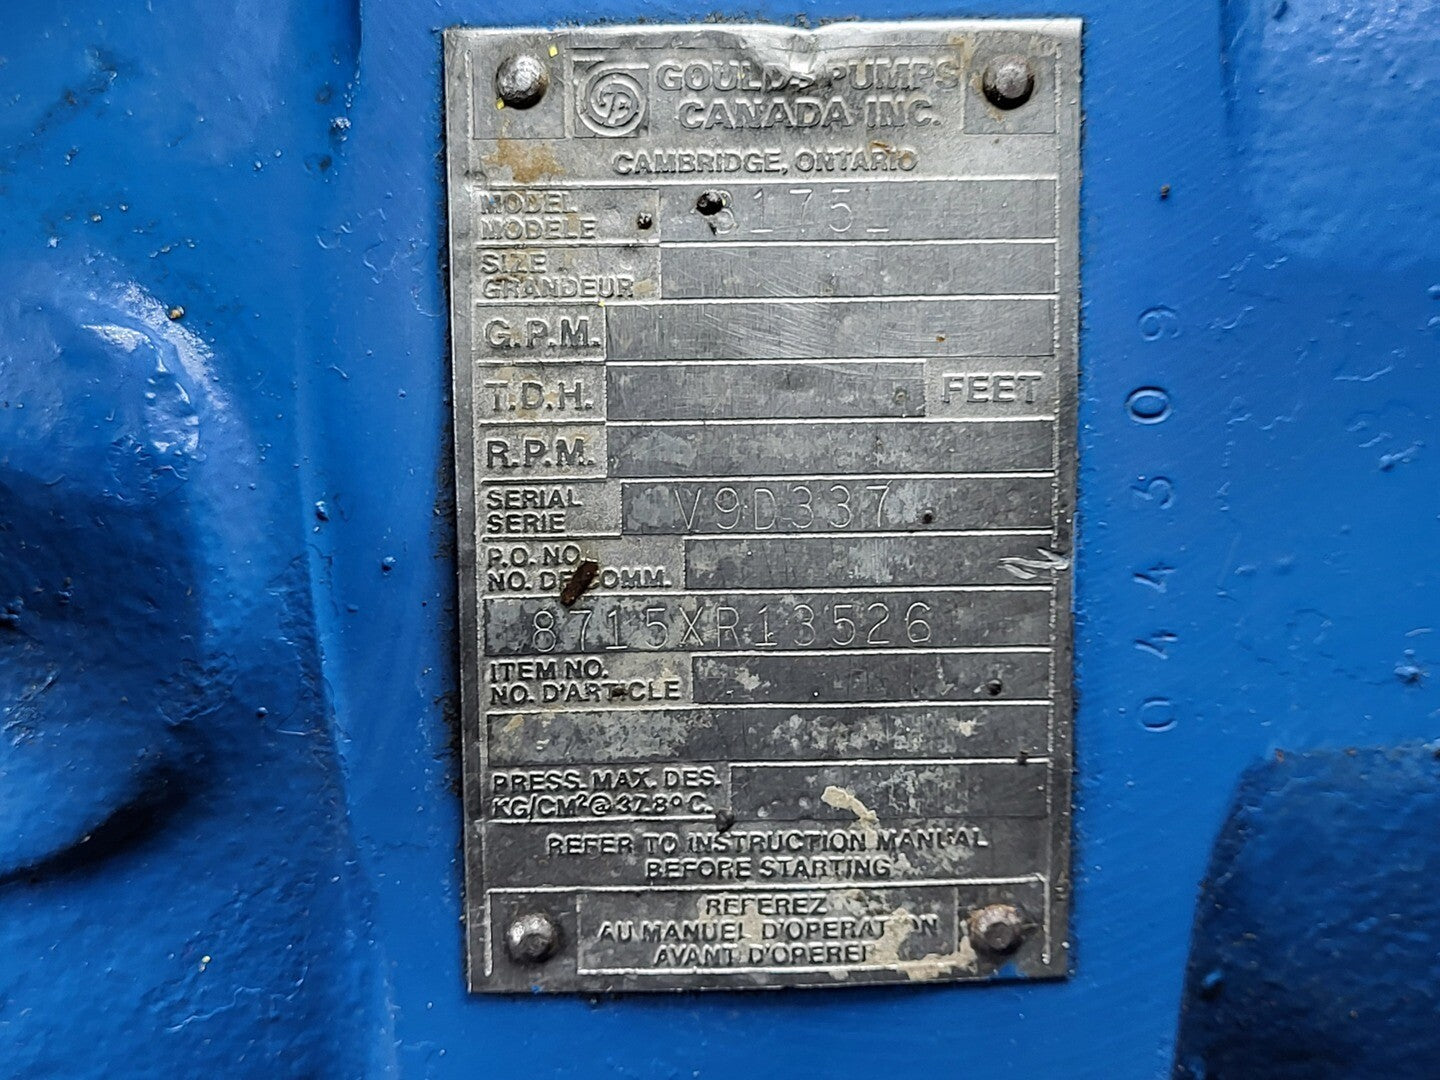 GOULDS PUMPS
CANADA INC.
CAMBRIDGE, ONTARIO
MODEL
MODELE
3175L
SIZE
GRANDEUR
G.P.M.
T.D.H.
FEET
R.P.M.
SERIAL
SERIE
V9D337
P.O. NO.
NO. DE COMM.
8715XR13526
ITEM NO.
NO. D'ARTICLE
PRESS. MAX. DES.
KG/CM²@37.8°C.
REFER TO INSTRUCTION MANUAL
BEFORE STARTING
REFEREZ
AU MANUEL D'OPERATION
AVANT D'OPERER
044309